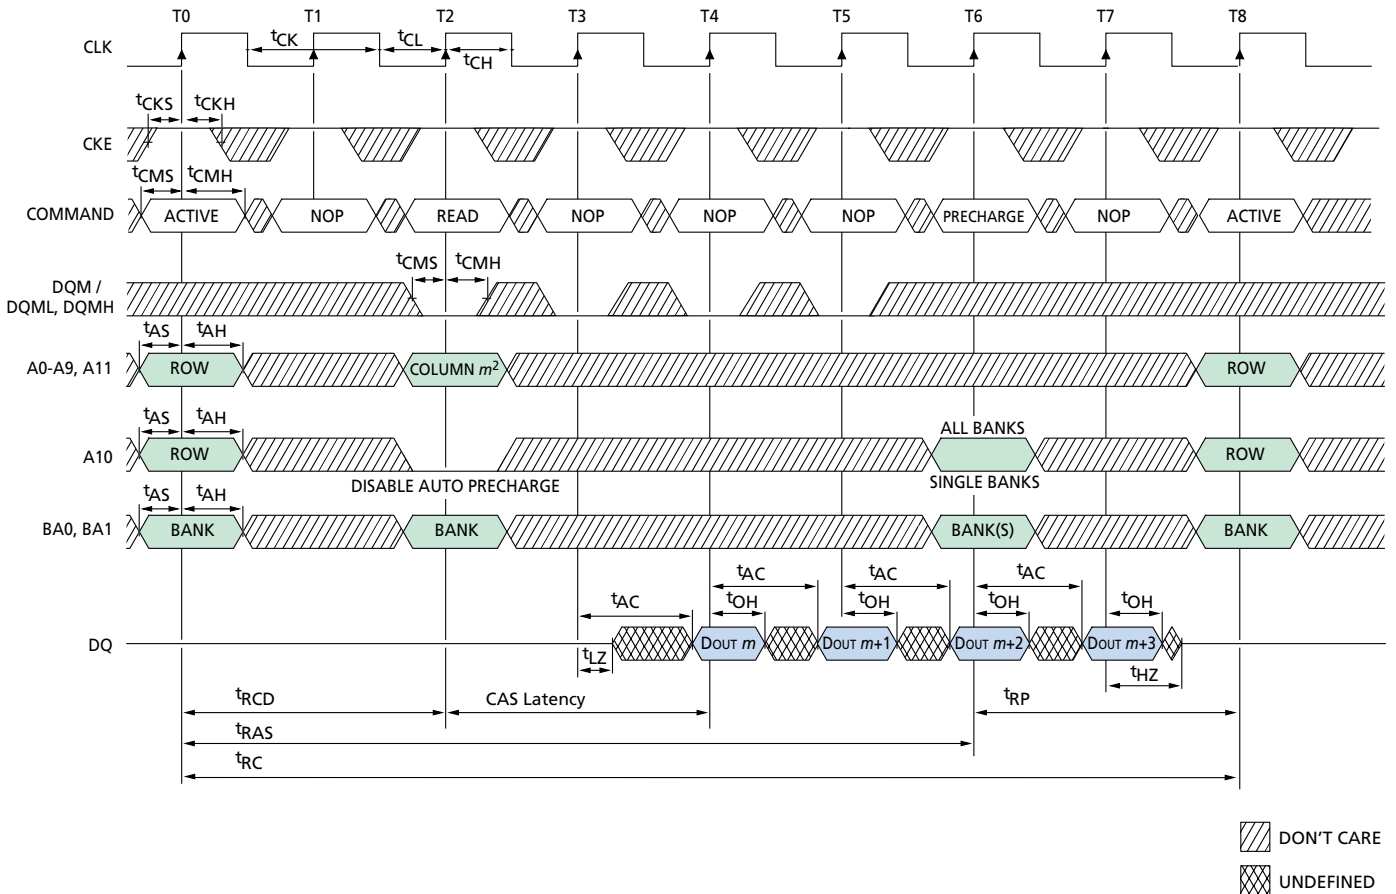 T0 T1 T2 T3 T4 T5 T6 T7 T8
CLK
tCK tCL
tCH
tCKS tCKH
CKE
tCMS tCMH
COMMAND ACTIVE NOP READ NOP NOP NOP PRECHARGE NOP ACTIVE
tCMS tCMH
DQM /
DQML, DQMH
tAS tAH
A0-A9, A11 ROW COLUMN m2 ROW
tAS tAH
ALL BANKS
A10 ROW ROW
DISABLE AUTO PRECHARGE SINGLE BANKS
tAS tAH
BA0, BA1 BANK BANK BANK(S) BANK
tAC tAC tAC
tAC tOH tOH tOH tOH
DQ DOUT m DOUT m+1 DOUT m+2 DOUT m+3
tLZ
tHZ
tRCD CAS Latency tRP
tRAS
tRC
DON'T CARE
UNDEFINED